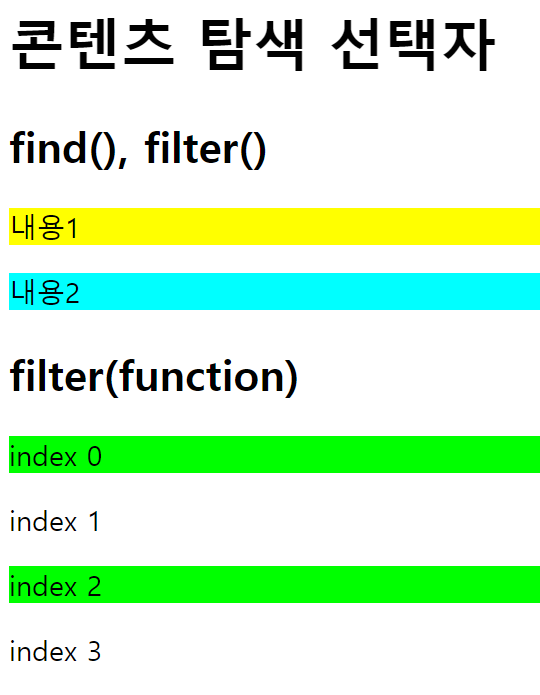 콘텐츠 탐색 선택자
find(), filter()
내용1
내용2
filter(function)
index 0
index 1
index 2
index 3